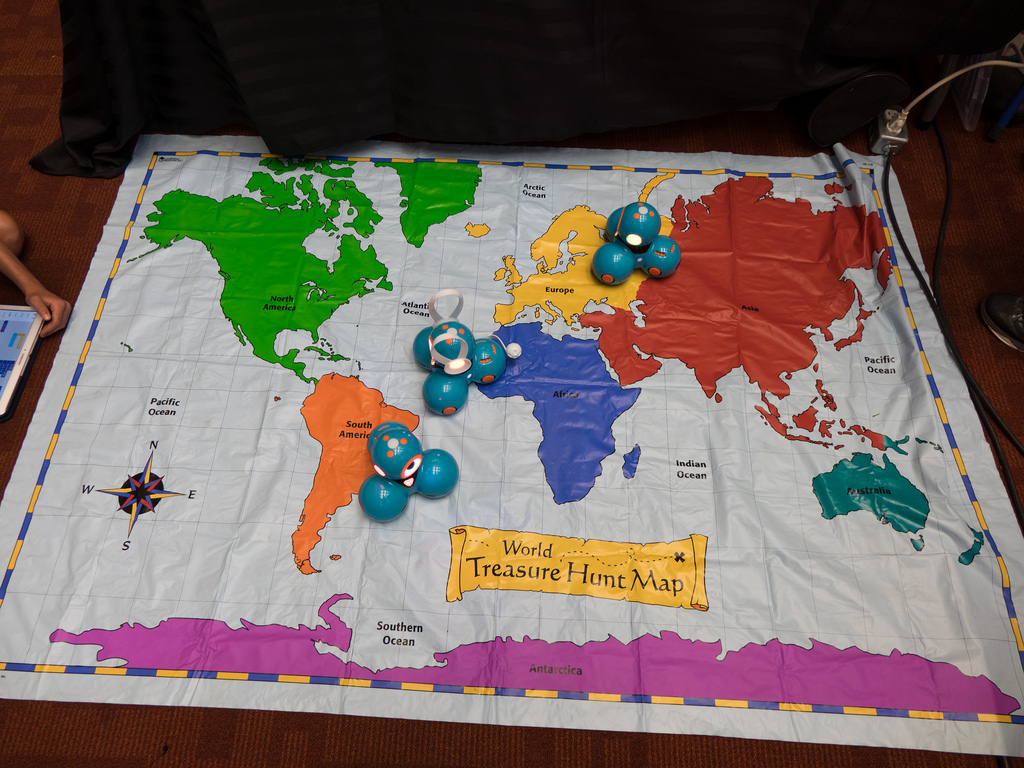 Arctic
Ocean
North
America
Europe
Asia
Atlantic
Ocean
Pacific
Ocean
Pacific
Ocean
Africa
South
America
N
W
E
S
Indian
Ocean
Australia
World
Treasure Hunt Map
Southern
Ocean
Antarctica